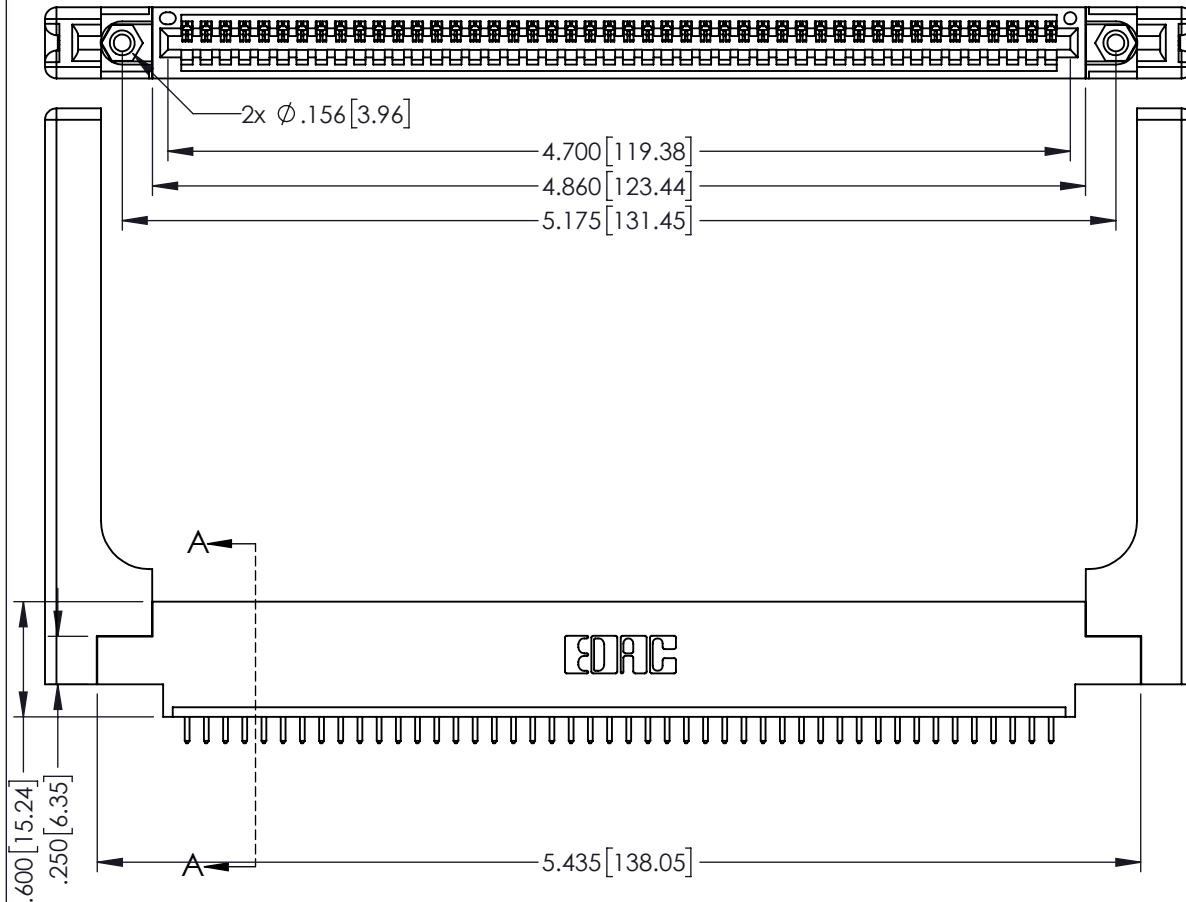 2x Ø.156[3.96]
4.700[119.38]
4.860[123.44]
5.175[131.45]
A
EDAC
.600[15.24]
.250[6.35]
A
5.435[138.05]